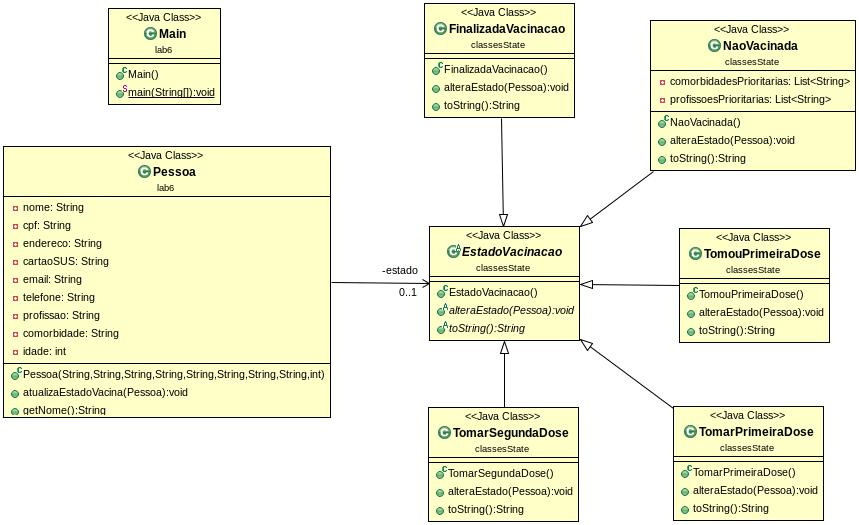 <<Java Class>>
Main
lab6
Main()
main(String[]):void
<<Java Class>>
FinalizadaVacinacao
classesState
FinalizadaVacinacao()
alteraEstado(Pessoa):void
toString():String
<<Java Class>>
NaoVacinada
classesState
comorbidadesPrioritarias: List<String>
profissoesPrioritarias: List<String>
NaoVacinada()
alteraEstado(Pessoa):void
toString():String
<<Java Class>>
Pessoa
lab6
nome: String
cpf: String
endereco: String
cartaoSUS: String
email: String
telefone: String
profissao: String
comorbidade: String
idade: int
Pessoa(String,String,String,String,String,String,String,String,int)
atualizaEstadoVacina(Pessoa):void
getNome():String
-estado
0..1
<<Java Class>>
EstadoVacinacao
classesState
EstadoVacinacao()
alteraEstado(Pessoa):void
toString():String
<<Java Class>>
TomouPrimeiraDose
classesState
TomouPrimeiraDose()
alteraEstado(Pessoa):void
toString():String
<<Java Class>>
TomarSegundaDose
classesState
TomarSegundaDose()
alteraEstado(Pessoa):void
toString():String
<<Java Class>>
TomarPrimeiraDose
classesState
TomarPrimeiraDose()
alteraEstado(Pessoa):void
toString():String